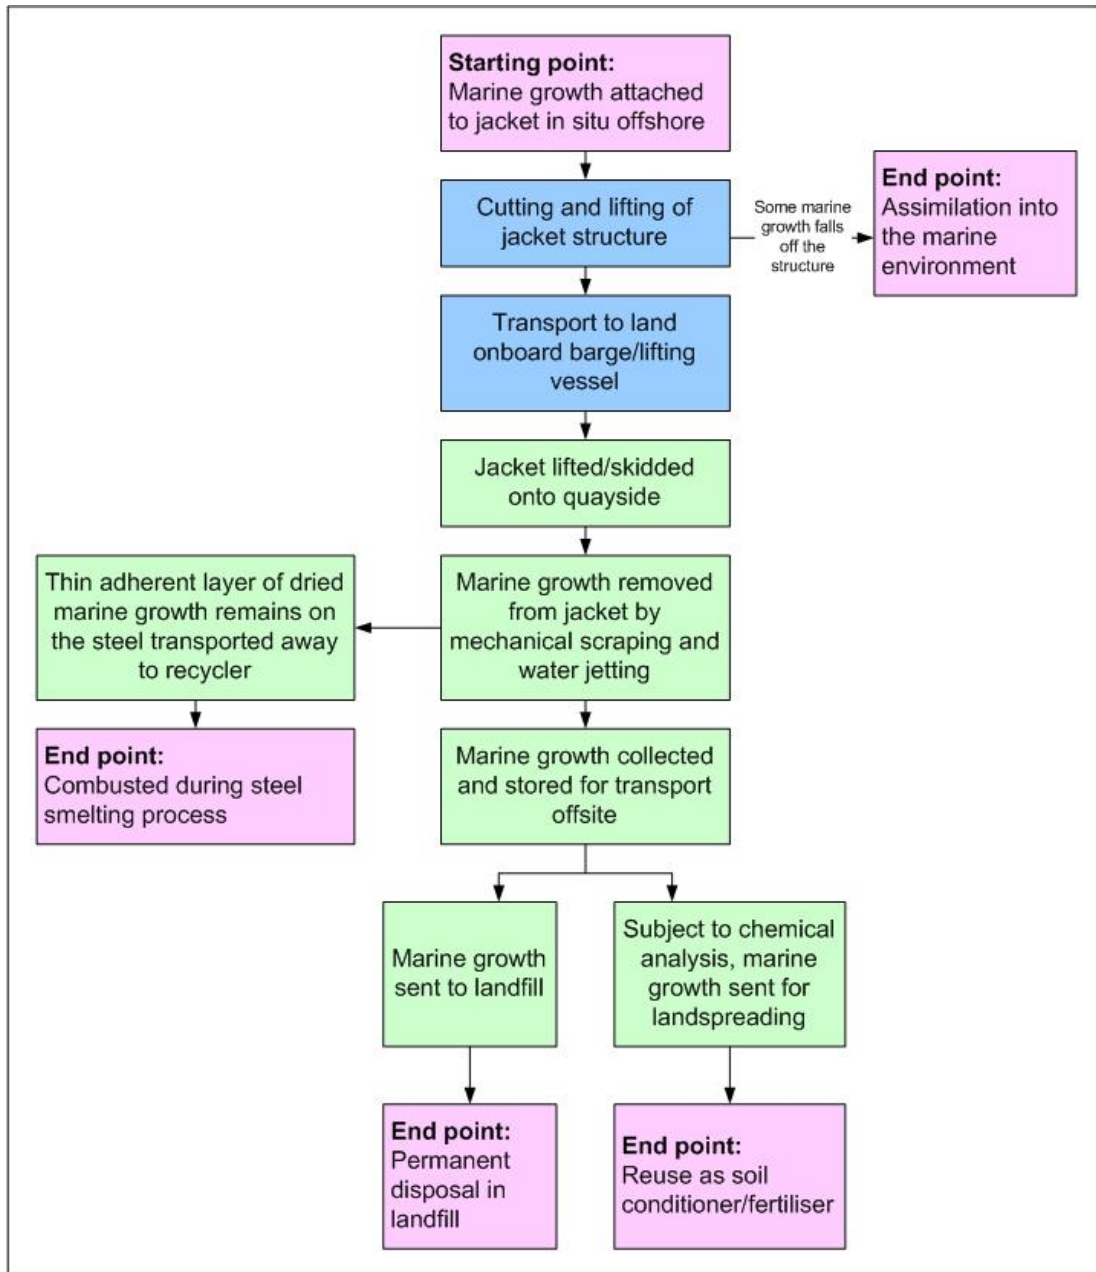 Starting point:
Marine growth attached
to jacket in situ offshore
Cutting and lifting of
jacket structure
Some marine
growth falls
off the
structure
End point:
Assimilation into
the marine
environment
Transport to land
onboard barge/lifting
vessel
Jacket lifted/skidded
onto quayside
Marine growth removed
from jacket by
mechanical scraping and
water jetting
Thin adherent layer of dried
marine growth remains on
the steel transported away
to recycler
End point:
Combusted during steel
smelting process
Marine growth collected
and stored for transport
offsite
Marine growth
sent to landfill
Subject to chemical
analysis, marine
growth sent for
landspreading
End point:
Permanent
disposal in
landfill
End point:
Reuse as soil
conditioner/fertiliser